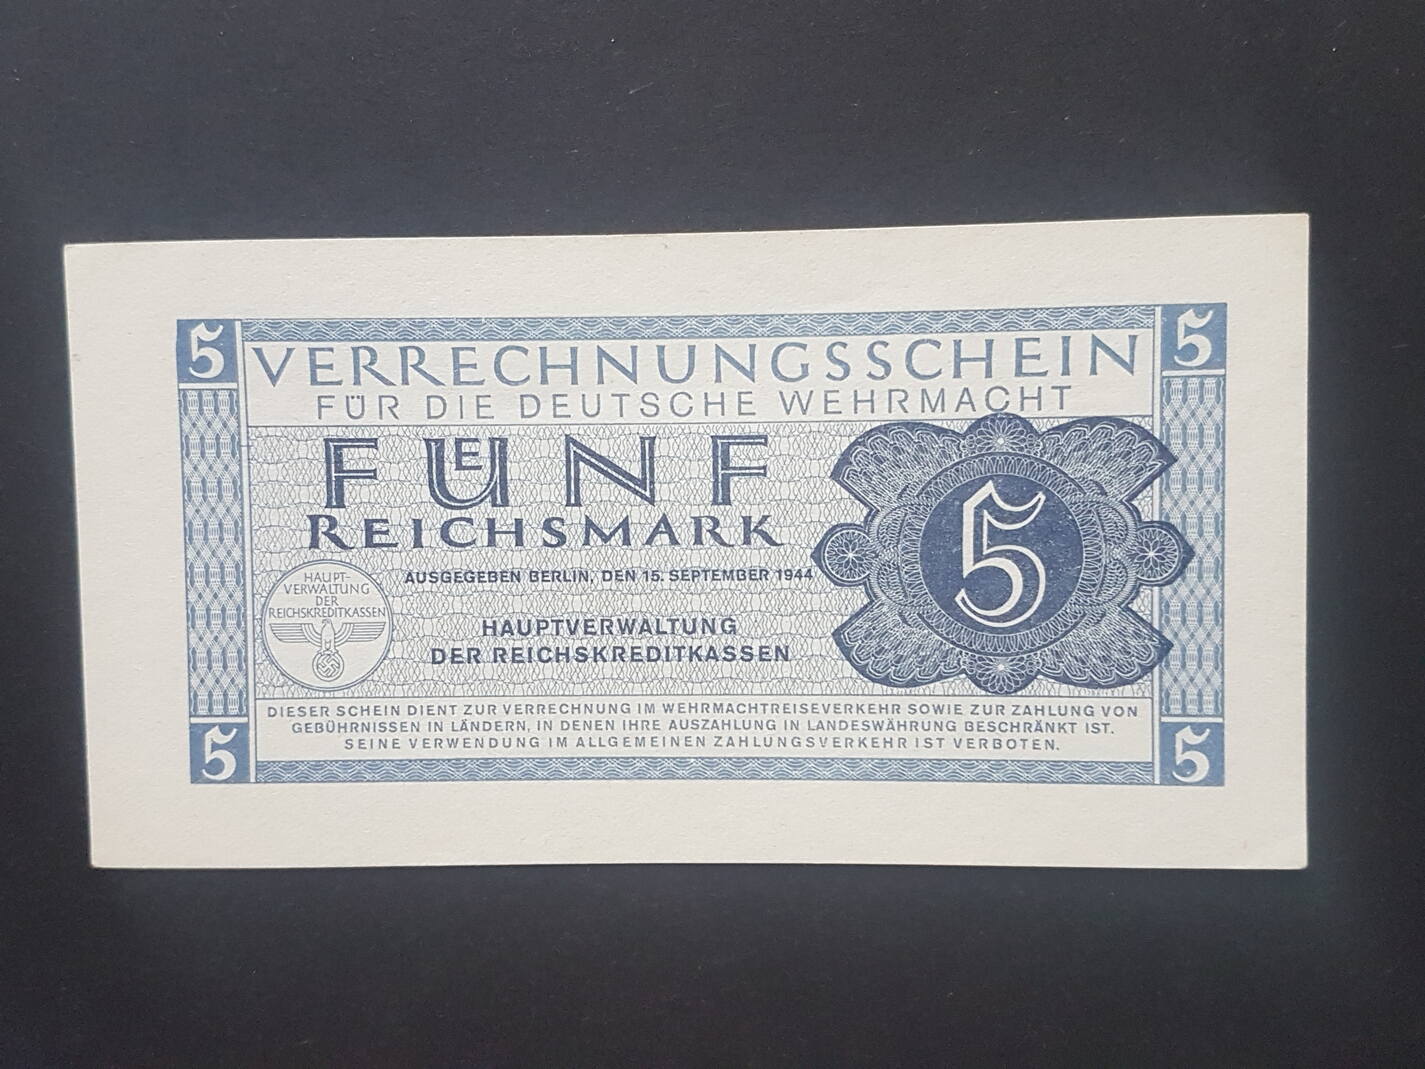 5
5
VERRECHNUNGSSCHEIN
FÜR DIE DEUTSCHE WEHRMACHT
FUENF
REICHSMARK
5
AUSGEGEBEN BERLIN, DEN 15. SEPTEMBER 1944
HAUPT-
VERWALTUNG
DER
REICHSKREDITKASSEN
HAUPTVERWALTUNG
DER REICHSKREDITKASSEN
DIESER SCHEIN DIENT ZUR VERRECHNUNG IM WEHRMACHTREISEVERKEHR SOWIE ZUR ZAHLUNG VON
GEBÜHRNISSEN IN LÄNDERN, IN DENEN IHRE AUSZAHLUNG IN LANDESWÄHRUNG BESCHRÄNKT IST.
SEINE VERWENDUNG IM ALLGEMEINEN ZAHLUNGSVERKEHR IST VERBOTEN.
5
5